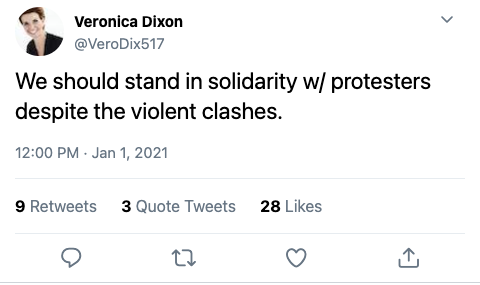 Veronica Dixon
@VeroDix517
We should stand in solidarity w/ protesters
despite the violent clashes.
12:00 PM · Jan 1, 2021
9 Retweets 3 Quote Tweets 28 Likes